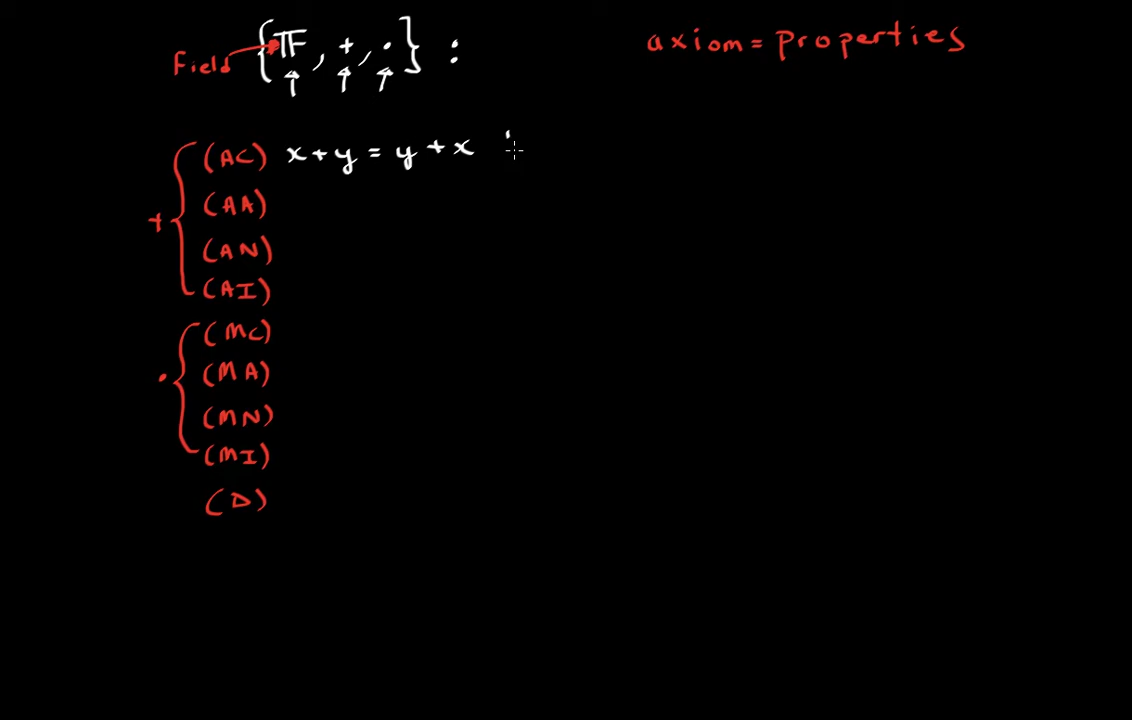 Field {𝔽, +, ·} :
axiom = properties
+ { (AC) x + y = y + x
(AA)
(AN)
(AI)
· { (MC)
(MA)
(MN)
(MI)
(D)